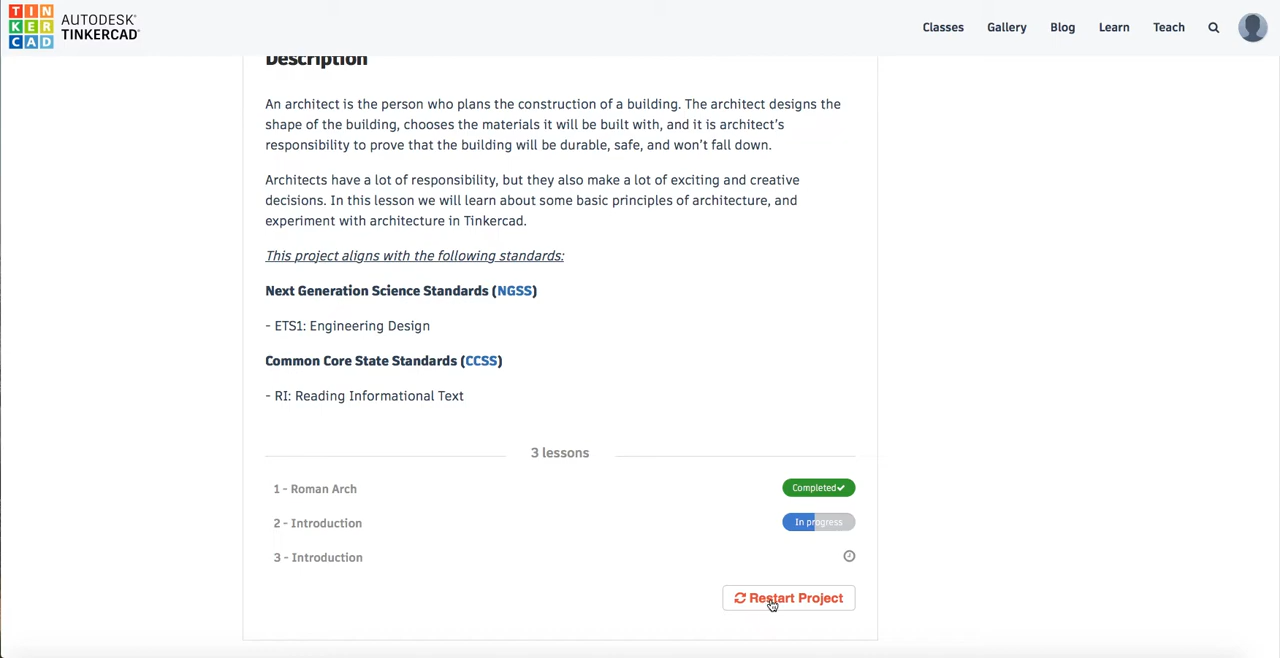 TIN
KER
CAD
AUTODESK®
TINKERCAD®
Classes
Gallery
Blog
Learn
Teach
Description
An architect is the person who plans the construction of a building. The architect designs the
shape of the building, chooses the materials it will be built with, and it is architect’s
responsibility to prove that the building will be durable, safe, and won’t fall down.
Architects have a lot of responsibility, but they also make a lot of exciting and creative
decisions. In this lesson we will learn about some basic principles of architecture, and
experiment with architecture in Tinkercad.
This project aligns with the following standards:
Next Generation Science Standards (NGSS)
- ETS1: Engineering Design
Common Core State Standards (CCSS)
- RI: Reading Informational Text
3 lessons
1 - Roman Arch
Completed✔
2 - Introduction
In progress
3 - Introduction
Restart Project